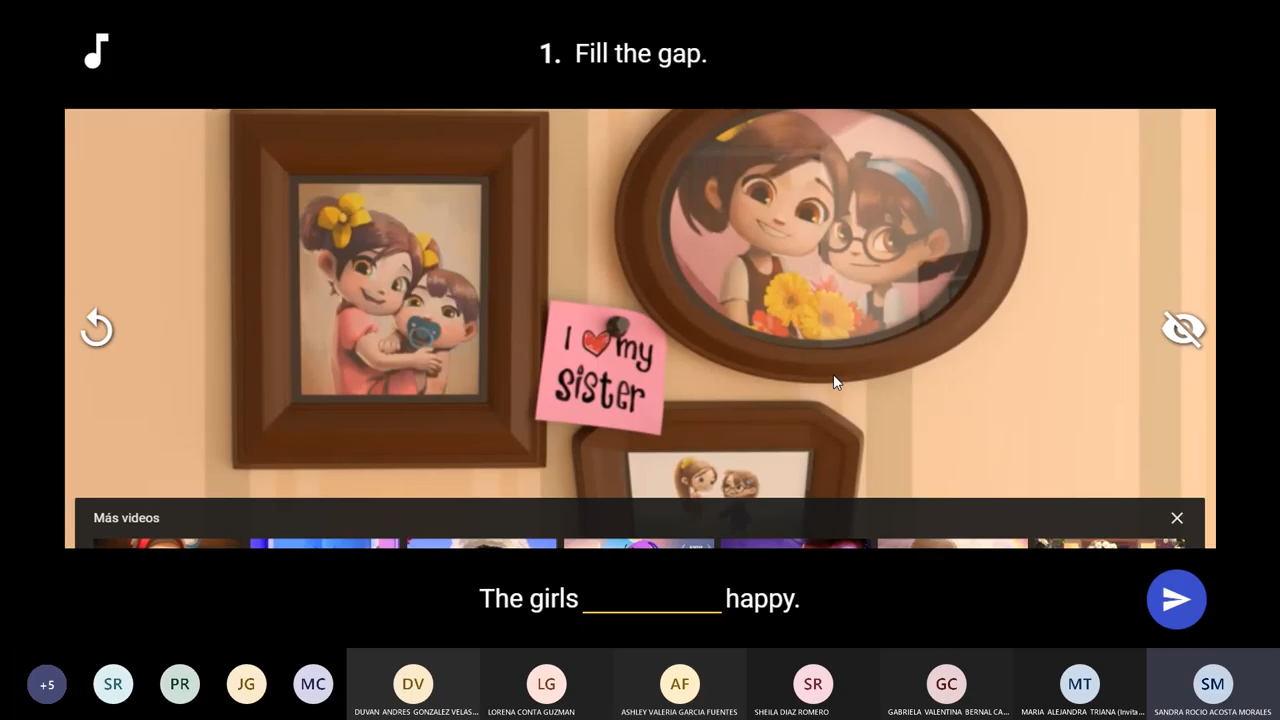 1. Fill the gap.
I ❤ my
sister
Más videos
The girls __________ happy.
+5
SR
PR
JG
MC
DV
DUVAN ANDRES GONZALEZ VELAS...
LG
LORENA CONTA GUZMAN
AF
ASHLEY VALERIA GARCIA FUENTES
SR
SHEILA DIAZ ROMERO
GC
GABRIELA VALENTINA BERNAL CA...
MT
MARIA ALEJANDRA TRIANA (Invita...
SM
SANDRA ROCIO ACOSTA MORALES